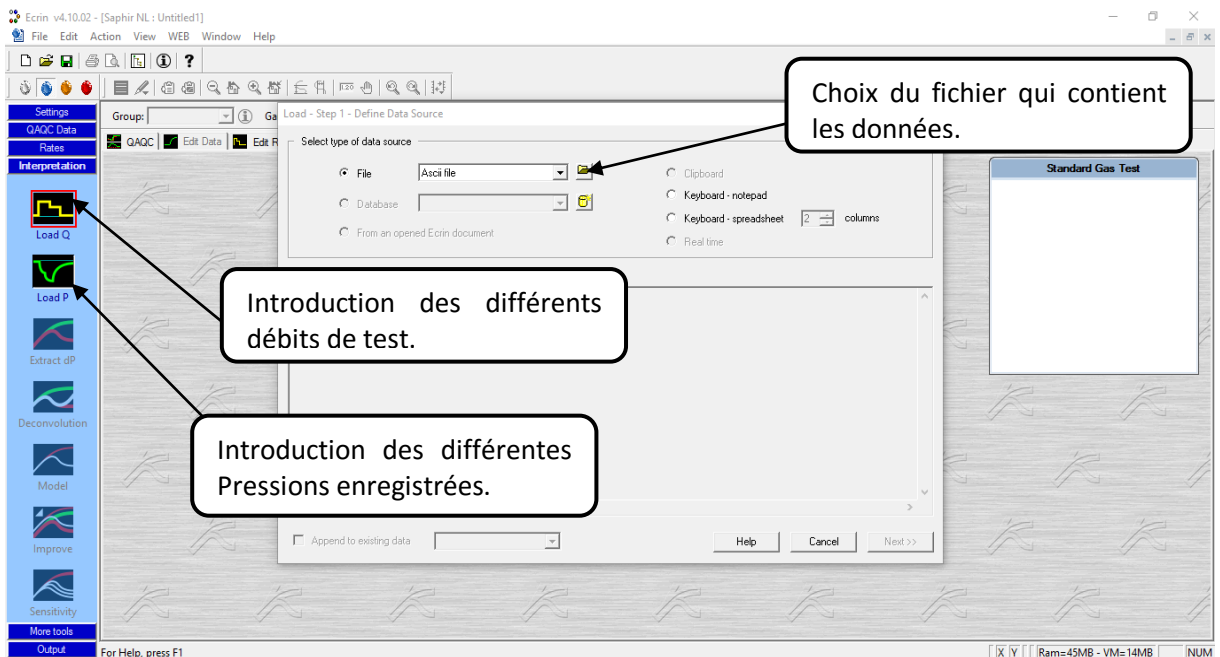 Ecrin v4.10.02 - [Saphir NL : Untitled1]
File Edit Action View WEB Window Help
Settings
QAQC Data
Rates
Interpretation
Load Q
Load P
Extract dP
Deconvolution
Model
Improve
Sensitivity
More tools
Output
Group:
Ga
QAQC Edit Data Edit R
Load - Step 1 - Define Data Source
Select type of data source
File Ascii file
Database
From an opened Ecrin document
Clipboard
Keyboard - notepad
Keyboard - spreadsheet 2 columns
Real time
Choix du fichier qui contient
les données.
Standard Gas Test
Introduction des différents
débits de test.
Introduction des différentes
Pressions enregistrées.
Append to existing data
Help Cancel Next >>
For Help, press F1
X Y Ram=45MB - VM=14MB NUM